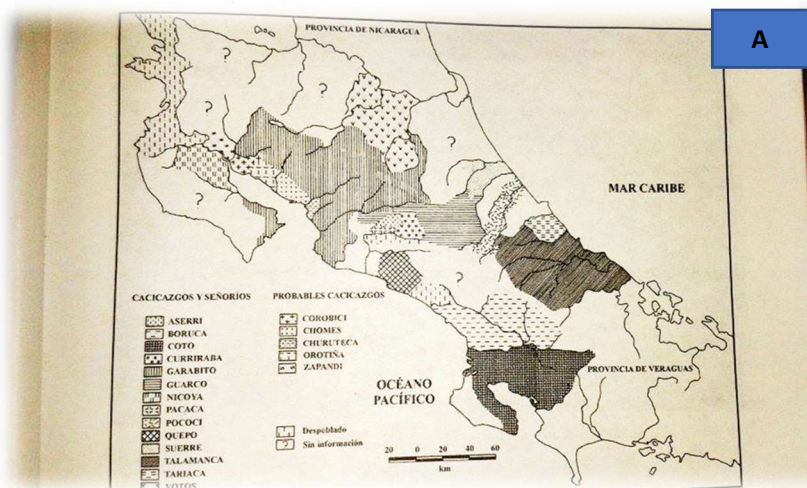 A
PROVINCIA DE NICARAGUA
?
?
?
?
?
?
MAR CARIBE
PROVINCIA DE VERAGUAS
OCÉANO
PACÍFICO
CACICAZGOS Y SEÑORÍOS
ASERRI
BORUCA
COTO
CURRIRABA
GARABITO
GUARCO
NICOYA
PACACA
POCOCI
QUEPO
SUERRE
TALAMANCA
TARIACA
VOTOS
PROBABLES CACICAZGOS
COROBICI
CHOMES
CHURUTECA
OROTIÑA
ZAPANDI
Despoblado
? Sin información
20 0 20 40 60
km